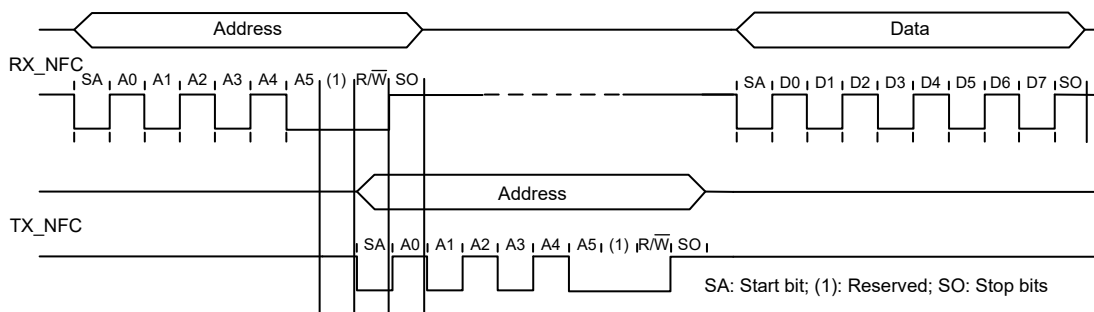 Address Data
RX_NFC
SA A0 A1 A2 A3 A4 A5 (1) R/W̅ SO SA D0 D1 D2 D3 D4 D5 D6 D7 SO
Address
TX_NFC
SA A0 A1 A2 A3 A4 A5 (1) R/W̅ SO
SA: Start bit; (1): Reserved; SO: Stop bits